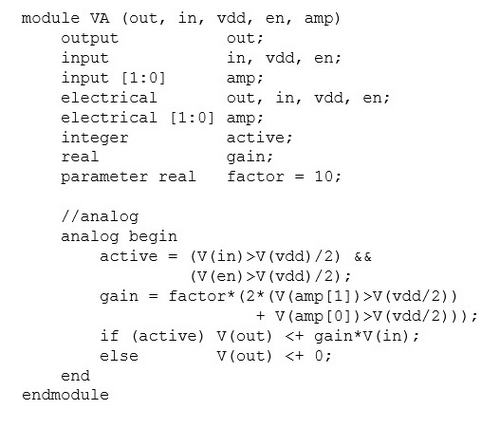 module VA (out, in, vdd, en, amp)
output out;
input in, vdd, en;
input [1:0] amp;
electrical out, in, vdd, en;
electrical [1:0] amp;
integer active;
real gain;
parameter real factor = 10;
//analog
analog begin
active = (V(in)>V(vdd)/2) &&
(V(en)>V(vdd)/2);
gain = factor*(2*(V(amp[1])>V(vdd/2))
+ V(amp[0])>V(vdd/2)));
if (active) V(out) <+ gain*V(in);
else V(out) <+ 0;
end
endmodule